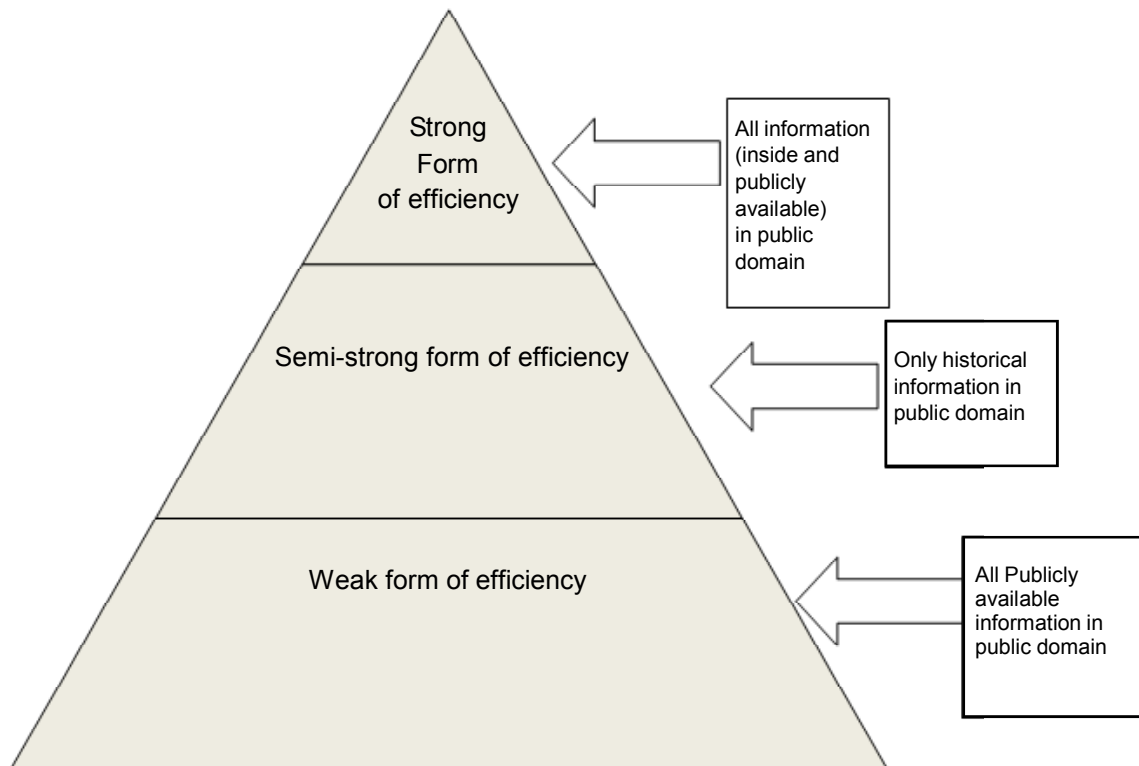 Strong
Form
of efficiency
All information
(inside and
publicly
available)
in public
domain
Semi-strong form of efficiency
Only historical
information in
public domain
Weak form of efficiency
All Publicly
available
information in
public domain